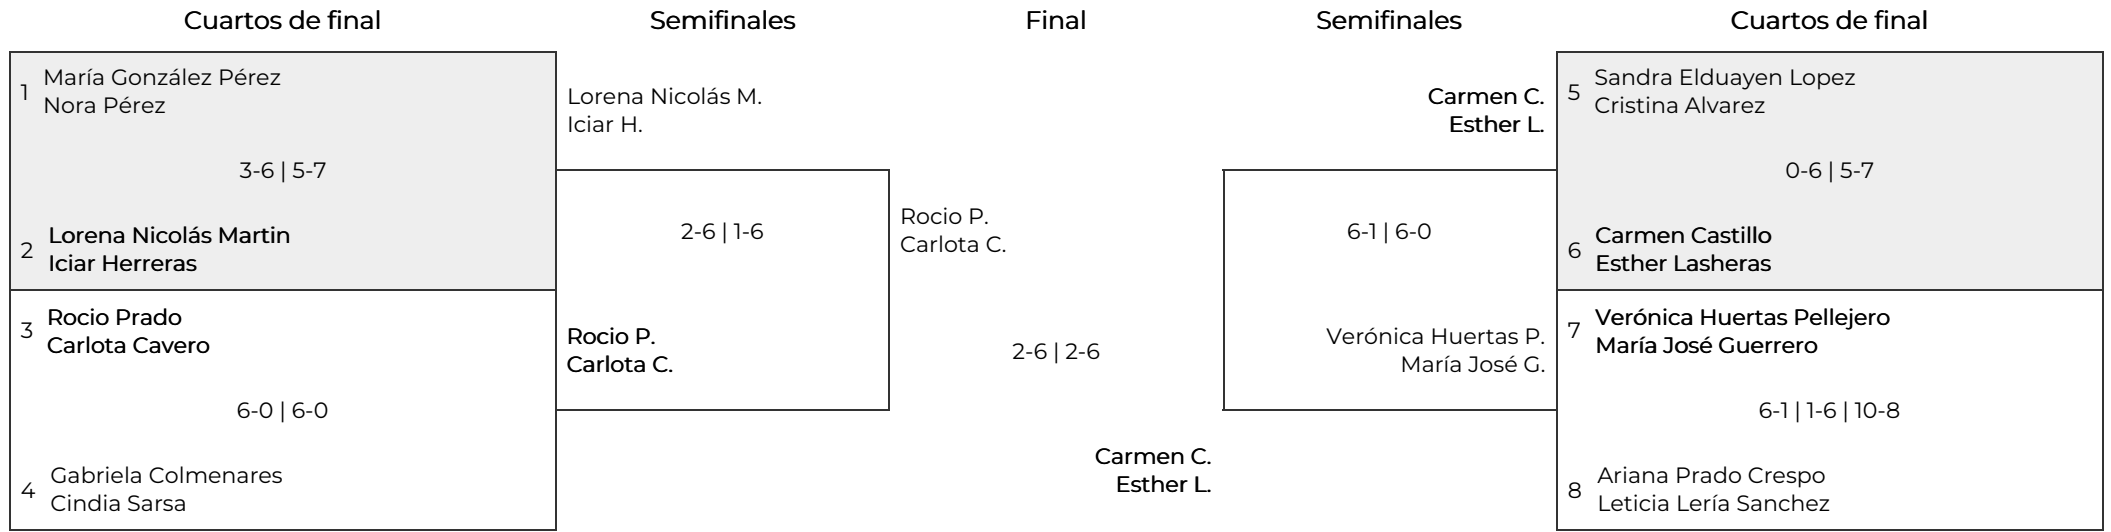 Cuartos de final
Semifinales
Final
Semifinales
Cuartos de final
1
María González Pérez
Nora Pérez
3-6 | 5-7
2
Lorena Nicolás Martin
Iciar Herreras
3
Rocio Prado
Carlota Cavero
6-0 | 6-0
4
Gabriela Colmenares
Cindia Sarsa
Lorena Nicolás M.
Iciar H.
2-6 | 1-6
Rocio P.
Carlota C.
Rocio P.
Carlota C.
2-6 | 2-6
Carmen C.
Esther L.
Carmen C.
Esther L.
6-1 | 6-0
Verónica Huertas P.
María José G.
5
Sandra Elduayen Lopez
Cristina Alvarez
0-6 | 5-7
6
Carmen Castillo
Esther Lasheras
7
Verónica Huertas Pellejero
María José Guerrero
6-1 | 1-6 | 10-8
8
Ariana Prado Crespo
Leticia Lería Sanchez